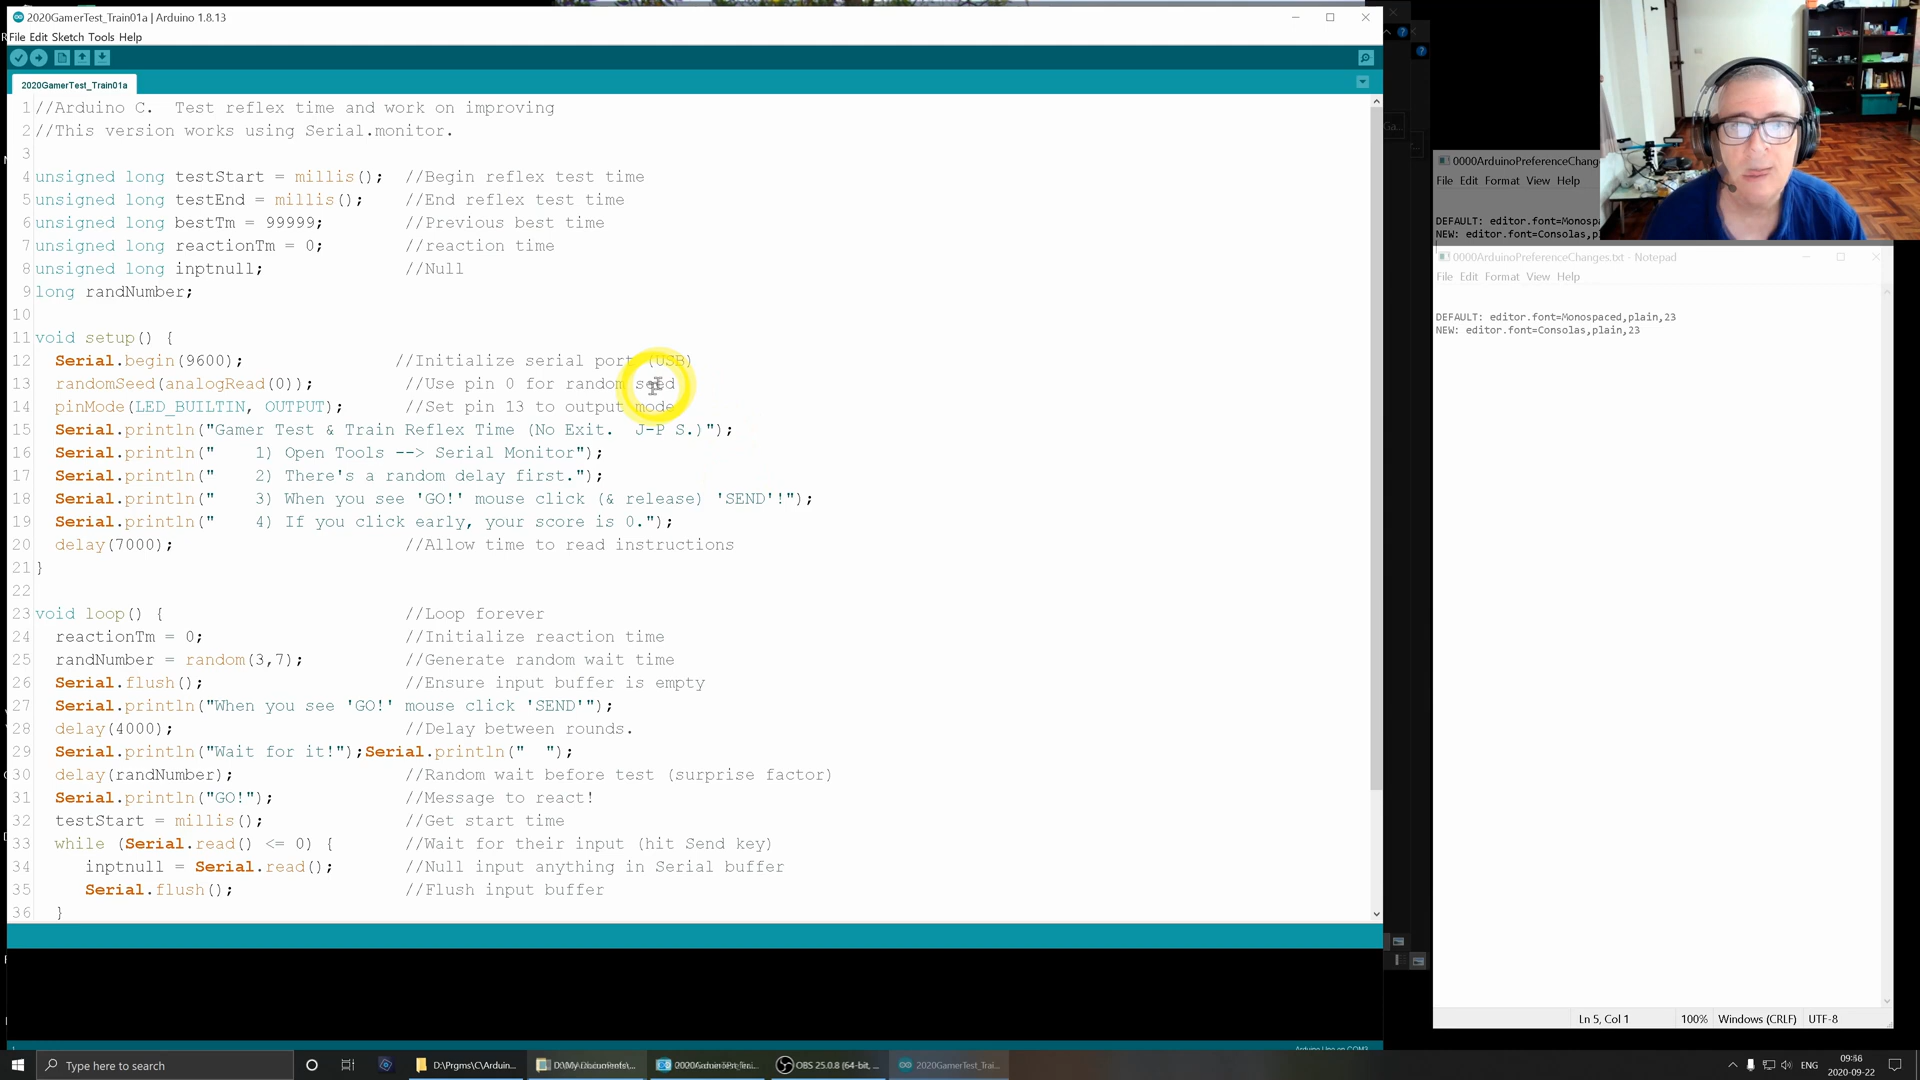 2020GamerTest_Train01a | Arduino 1.8.13
File Edit Sketch Tools Help
2020GamerTest_Train01a
1 //Arduino C.  Test reflex time and work on improving
2 //This version works using Serial.monitor.
3
4 unsigned long testStart = millis();  //Begin reflex test time
5 unsigned long testEnd = millis();    //End reflex test time
6 unsigned long bestTm = 99999;        //Previous best time
7 unsigned long reactionTm = 0;        //reaction time
8 unsigned long inptnull;              //Null
9 long randNumber;
10
11 void setup() {
12   Serial.begin(9600);               //Initialize serial port (USB)
13   randomSeed(analogRead(0));         //Use pin 0 for random seed
14   pinMode(LED_BUILTIN, OUTPUT);      //Set pin 13 to output mode
15   Serial.println("Gamer Test & Train Reflex Time (No Exit.  J-P S.)");
16   Serial.println("    1) Open Tools --> Serial Monitor");
17   Serial.println("    2) There's a random delay first.");
18   Serial.println("    3) When you see 'GO!' mouse click (& release) 'SEND'!");
19   Serial.println("    4) If you click early, your score is 0.");
20   delay(7000);                       //Allow time to read instructions
21 }
22
23 void loop() {                        //Loop forever
24   reactionTm = 0;                    //Initialize reaction time
25   randNumber = random(3,7);          //Generate random wait time
26   Serial.flush();                    //Ensure input buffer is empty
27   Serial.println("When you see 'GO!' mouse click 'SEND'");
28   delay(4000);                       //Delay between rounds.
29   Serial.println("Wait for it!");Serial.println("  ");
30   delay(randNumber);                 //Random wait before test (surprise factor)
31   Serial.println("GO!");             //Message to react!
32   testStart = millis();              //Get start time
33   while (Serial.read() <= 0) {       //Wait for their input (hit Send key)
34      inptnull = Serial.read();       //Null input anything in Serial buffer
35      Serial.flush();                 //Flush input buffer
36   }
0000ArduinoPreferenceChang
File Edit Format View Help
DEFAULT: editor.font=Monospa
NEW: editor.font=Consolas,pl
0000ArduinoPreferenceChanges.txt - Notepad
File Edit Format View Help
DEFAULT: editor.font=Monospaced,plain,23
NEW: editor.font=Consolas,plain,23
Ln 5, Col 1 100% Windows (CRLF) UTF-8
Type here to search
D:\Prgms\C\Arduin...
D:\My Documents\...
OBS 25.0.8 (64-bit, ...
2020GamerTest_Trai...
ENG
2020-09-22